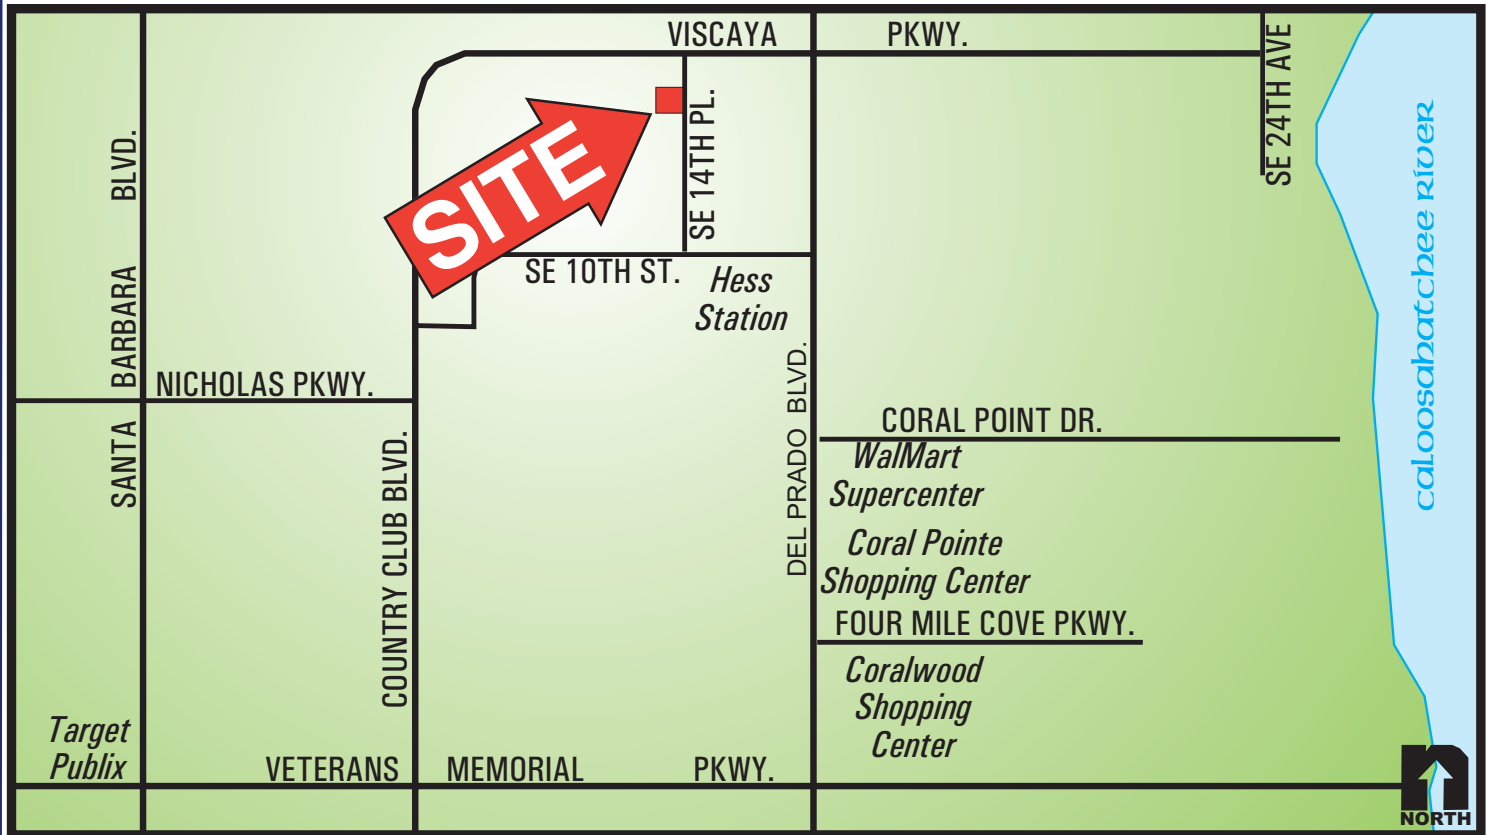 VISCAYA PKWY.
SE 24TH AVE
SE 14TH PL.
SITE
SE 10TH ST.
Hess
Station
SANTA BARBARA BLVD.
NICHOLAS PKWY.
COUNTRY CLUB BLVD.
DEL PRADO BLVD.
CORAL POINT DR.
WalMart
Supercenter
Coral Pointe
Shopping Center
FOUR MILE COVE PKWY.
Coralwood
Shopping
Center
caloosahatchee river
Target
Publix
VETERANS MEMORIAL PKWY.
n
NORTH